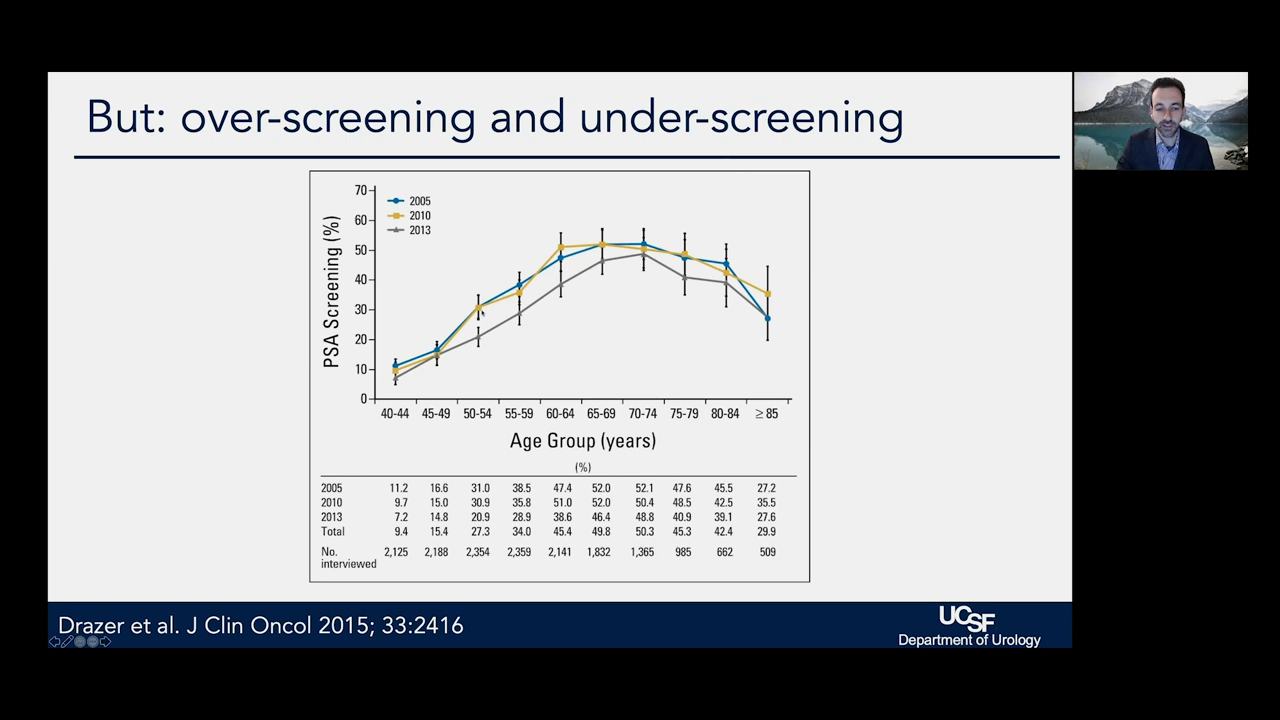 But: over-screening and under-screening
70
60
50
40
30
20
10
0
PSA Screening (%)
2005
2010
2013
40-44 45-49 50-54 55-59 60-64 65-69 70-74 75-79 80-84 ≥ 85
Age Group (years)
(%)
2005 11.2 16.6 31.0 38.5 47.4 52.0 52.1 47.6 45.5 27.2
2010 9.7 15.0 30.9 35.8 51.0 52.0 50.4 48.5 42.5 35.5
2013 7.2 14.8 20.9 28.9 38.6 46.4 48.8 40.9 39.1 27.6
Total 9.4 15.4 27.3 34.0 45.4 49.8 50.3 45.3 42.4 29.9
No. 2,125 2,188 2,354 2,359 2,141 1,832 1,365 985 662 509
interviewed
Drazer et al. J Clin Oncol 2015; 33:2416
UCSF
Department of Urology